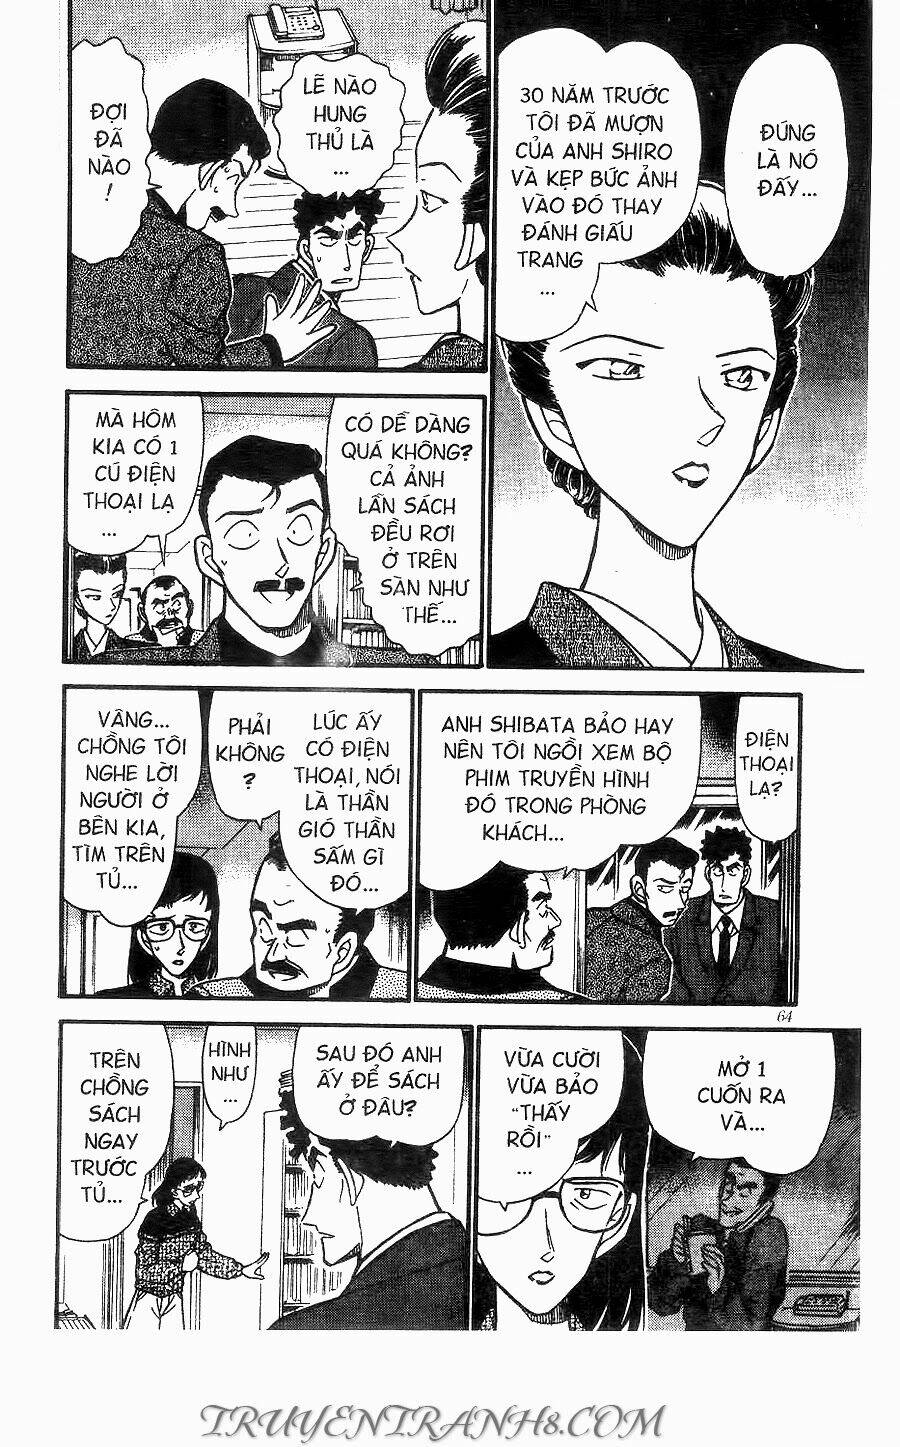 ĐÚNG
LÀ NÓ
ĐẤY...
30 NĂM TRƯỚC
TÔI ĐÃ MƯỢN
CỦA ANH SHIRO
VÀ KẸP BỨC ẢNH
VÀO ĐÓ THAY
ĐÁNH GIẤU
TRANG
...
LẼ NÀO
HUNG
THỦ LÀ
...
ĐỢI
ĐÃ
NÀO
!
CÓ DỄ DÀNG
QUÁ KHÔNG?
CẢ ẢNH
LẪN SÁCH
ĐỀU RƠI
Ở TRÊN
SÀN NHƯ
THẾ...
MÀ HÔM
KIA CÓ 1
CÚ ĐIỆN
THOẠI LẠ
...
ĐIỆN
THOẠI
LẠ?
ANH SHIBATA BẢO HAY
NÊN TÔI NGỒI XEM BỘ
PHIM TRUYỀN HÌNH
ĐÓ TRONG PHÒNG
KHÁCH...
LÚC ẤY
CÓ ĐIỆN
THOẠI, NÓI
LÀ THẦN
GIÓ THẦN
SẤM GÌ
ĐÓ...
PHẢI
KHÔNG
?
VÂNG...
CHỒNG TÔI
NGHE LỜI
NGƯỜI Ở
BÊN KIA,
TÌM TRÊN
TỦ...
64
MỞ 1
CUỐN RA
VÀ...
VỪA CƯỜI
VỪA BẢO
"THẤY
RỒI"
...
SAU ĐÓ ANH
ẤY ĐỂ SÁCH
Ở ĐÂU?
HÌNH
NHƯ
...
TRÊN
CHỒNG
SÁCH
NGAY
TRƯỚC
TỦ...
TRUYENTRANH8.COM